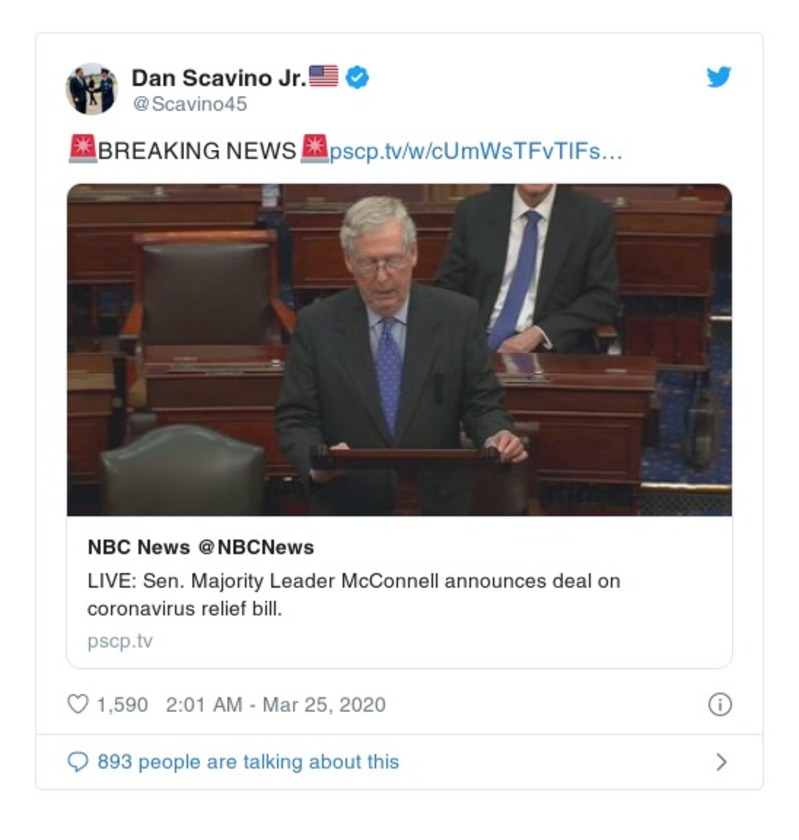 Dan Scavino Jr.🇺🇸
@Scavino45
🚨BREAKING NEWS🚨pscp.tv/w/cUmWsTFvTlFs…
NBC News @NBCNews
LIVE: Sen. Majority Leader McConnell announces deal on
coronavirus relief bill.
pscp.tv
1,590 2:01 AM - Mar 25, 2020
893 people are talking about this